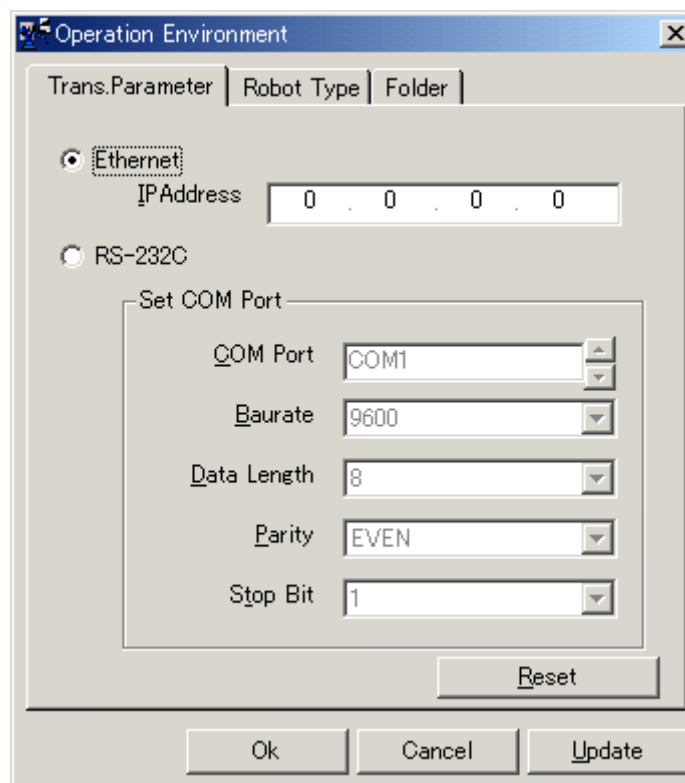 Operation Environment
Trans.Parameter Robot Type Folder
Ethernet
IPAddress 0 . 0 . 0 . 0
RS-232C
Set COM Port
COM Port COM1
Baurate 9600
Data Length 8
Parity EVEN
Stop Bit 1
Reset
Ok Cancel Update